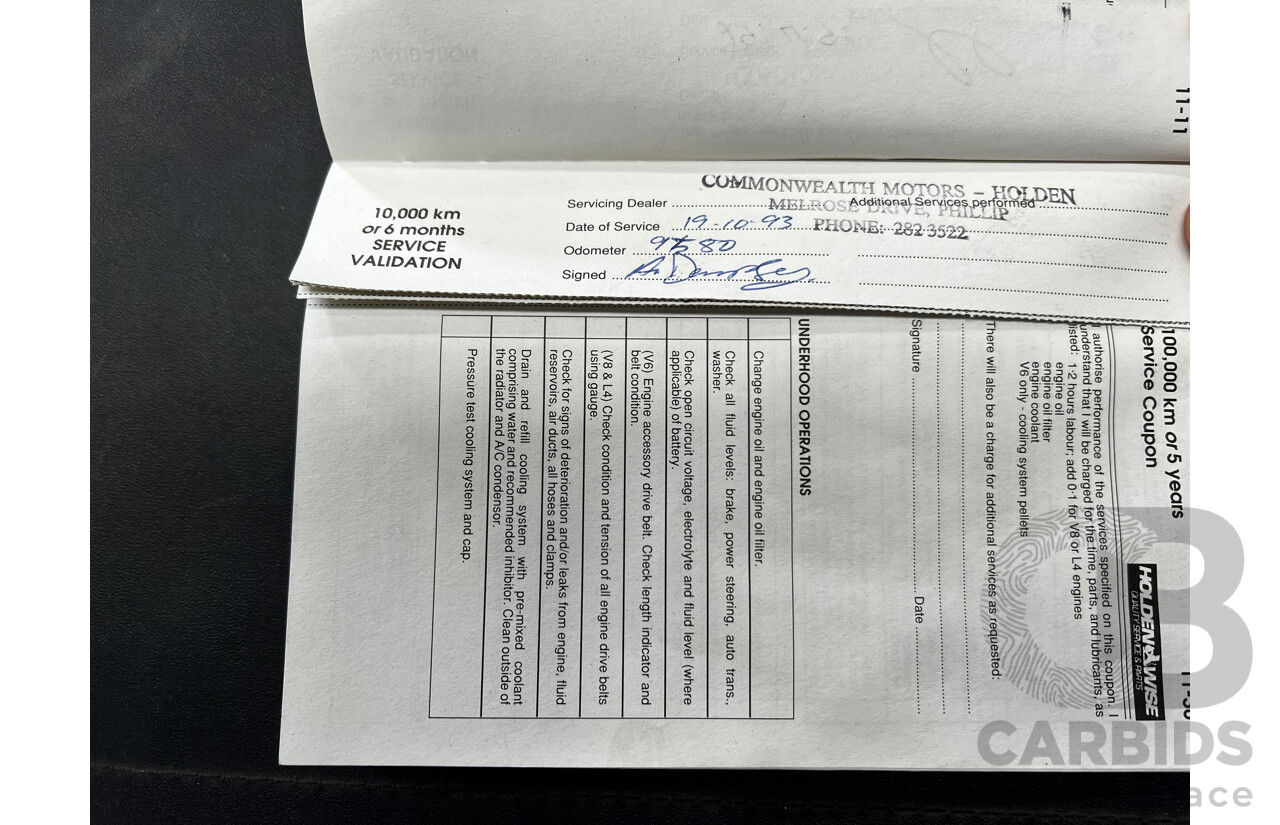 11-11
COMMONWEALTH MOTORS - HOLDEN
MELROSE DRIVE, PHILLIP
PHONE: 282 3522
10,000 km
or 6 months
SERVICE
VALIDATION
Servicing Dealer
Additional Services performed
Date of Service 19-10-93
Odometer
Signed
100,000 km or 5 years
Service Coupon
HOLDEN WISE
QUALITY SERVICE & PARTS
I authorise performance of the services specified on this coupon. I
understand that I will be charged for the time, parts, and lubricants, as
listed: 1·2 hours labour; add 0·1 for V8 or L4 engines
engine oil
engine oil filter
engine coolant
V6 only - cooling system pellets
There will also be a charge for additional services as requested:
Signature Date
UNDERHOOD OPERATIONS
Change engine oil and engine oil filter.
Check all fluid levels: brake, power steering, auto trans.,
washer.
Check open circuit voltage, electrolyte and fluid level (where
applicable) of battery.
(V6) Engine accessory drive belt. Check length indicator and
belt condition.
(V8 & L4) Check condition and tension of all engine drive belts
using gauge.
Check for signs of deterioration and/or leaks from engine, fluid
reservoirs, air ducts, all hoses and clamps.
Drain and refill cooling system with pre-mixed coolant
comprising water and recommended inhibitor. Clean outside of
the radiator and A/C condensor.
Pressure test cooling system and cap.
CB
CARBIDS